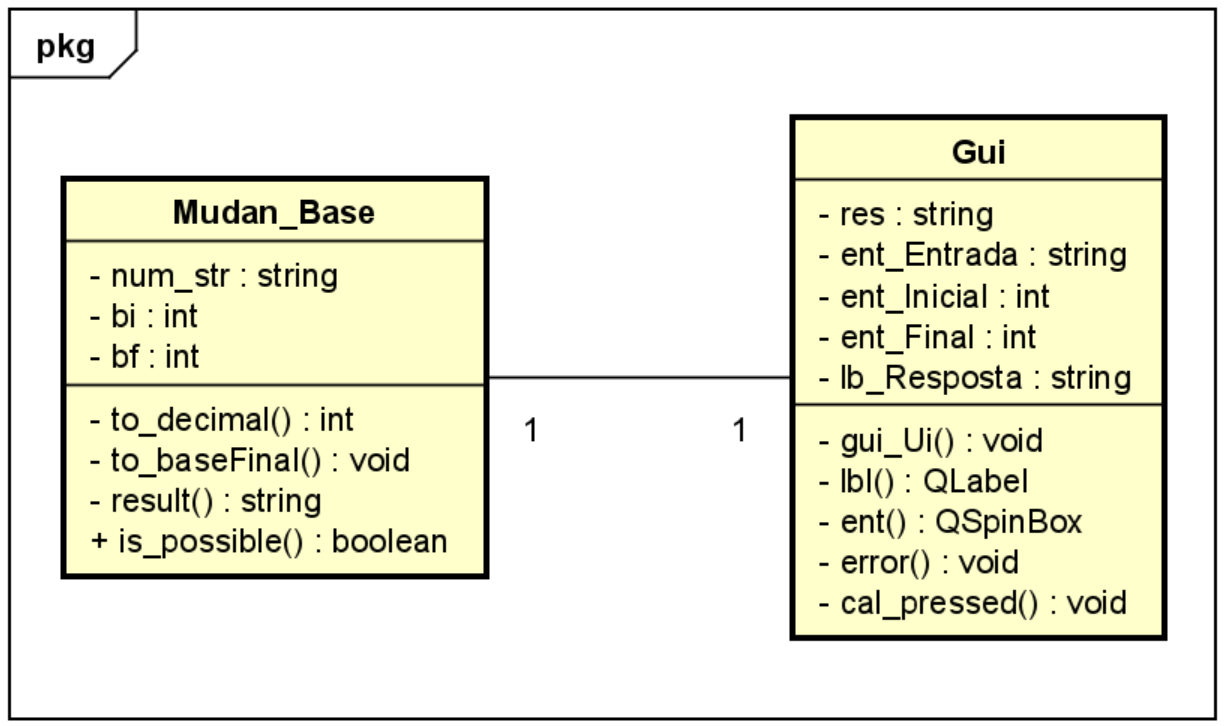 pkg
Mudan_Base
- num_str : string
- bi : int
- bf : int
- to_decimal() : int
- to_baseFinal() : void
- result() : string
+ is_possible() : boolean
1
1
Gui
- res : string
- ent_Entrada : string
- ent_Inicial : int
- ent_Final : int
- lb_Resposta : string
- gui_Ui() : void
- lbl() : QLabel
- ent() : QSpinBox
- error() : void
- cal_pressed() : void